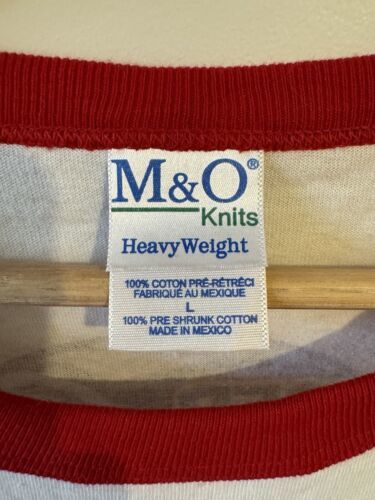 M&O®
Knits
HeavyWeight
100% COTON PRÉ-RÉTRÉCI
FABRIQUÉ AU MEXIQUE
L
100% PRE SHRUNK COTTON
MADE IN MEXICO